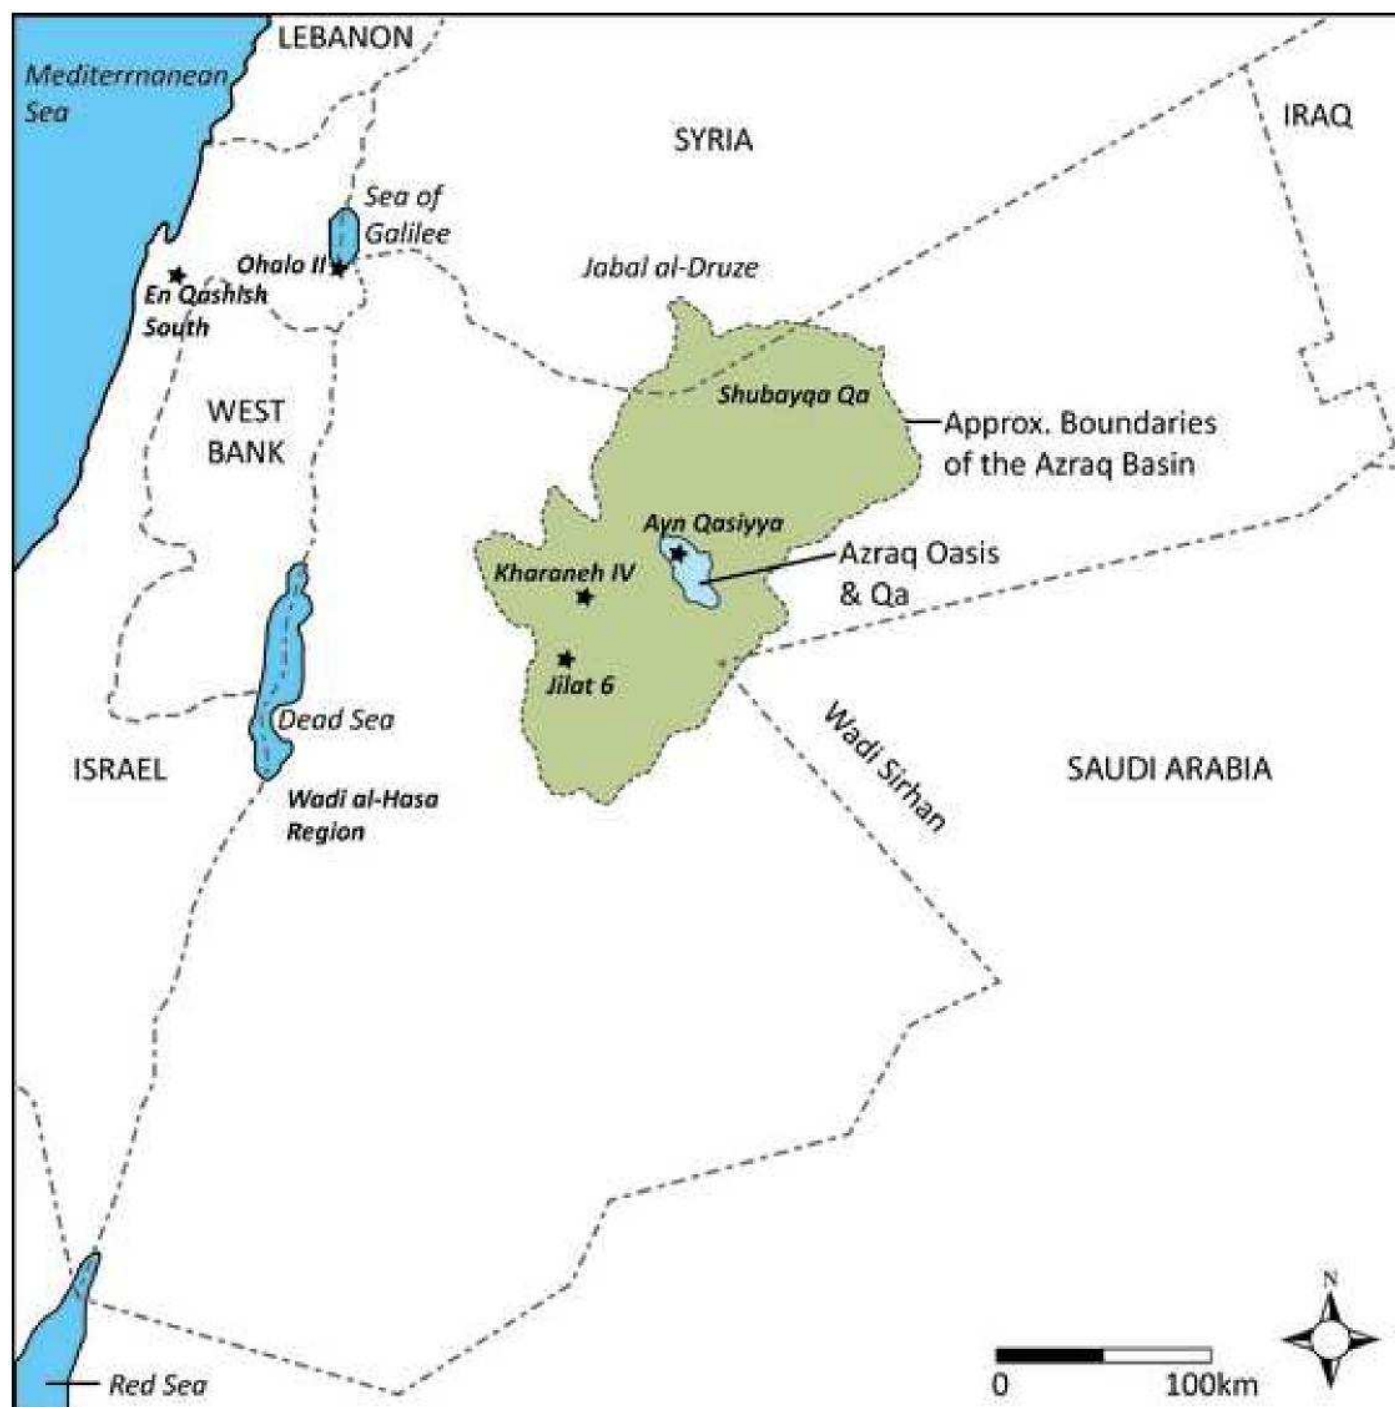 LEBANON
Mediterrnanean
Sea
SYRIA
IRAQ
Sea of
Galilee
Ohalo II
Jabal al-Druze
En Qashish
South
Shubayqa Qa
WEST
BANK
Approx. Boundaries
of the Azraq Basin
Ayn Qasiyya
Azraq Oasis
& Qa
Kharaneh IV
Jilat 6
Dead Sea
Wadi Sirhan
ISRAEL
SAUDI ARABIA
Wadi al-Hasa
Region
N
0 100km
Red Sea